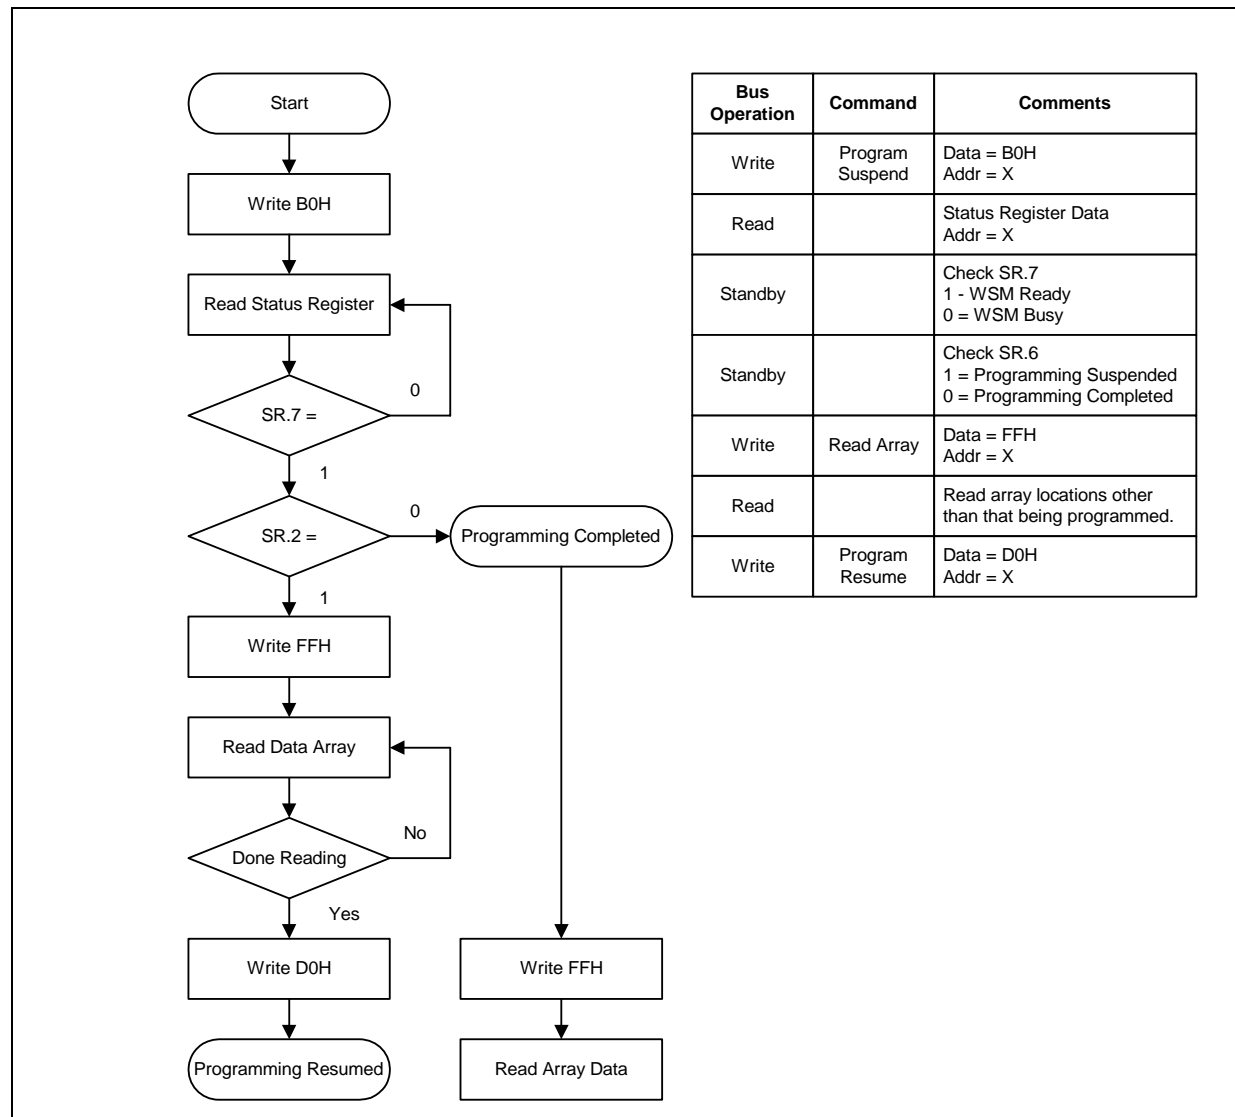 Start
Write B0H
Read Status Register
0
SR.7 =
1
0
SR.2 =
Programming Completed
1
Write FFH
Read Data Array
No
Done Reading
Yes
Write D0H
Write FFH
Programming Resumed
Read Array Data
Bus
Operation
Command
Comments
Write
Program
Suspend
Data = B0H
Addr = X
Read
Status Register Data
Addr = X
Standby
Check SR.7
1 - WSM Ready
0 = WSM Busy
Standby
Check SR.6
1 = Programming Suspended
0 = Programming Completed
Write
Read Array
Data = FFH
Addr = X
Read
Read array locations other
than that being programmed.
Write
Program
Resume
Data = D0H
Addr = X